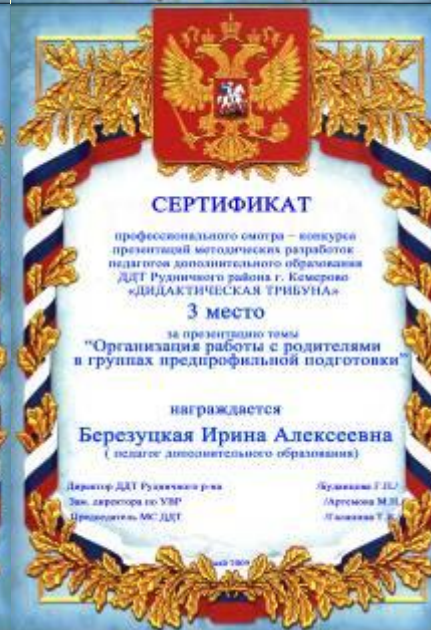 СЕРТИФИКАТ
профессионального смотра – конкурса
презентаций методических разработок
педагогов дополнительного образования
ДДТ Рудничного района г. Кемерово
«ДИДАКТИЧЕСКАЯ ТРИБУНА»
3 место
за презентацию темы
"Организация работы с родителями
в группах предпрофильной подготовки"
награждается
Березуцкая Ирина Алексеевна
( педагог дополнительного образования)
Директор ДДТ Рудничного р-на
Зам. директора по УВР /Артемова М.Н.
Председатель МС ДДТ
2009